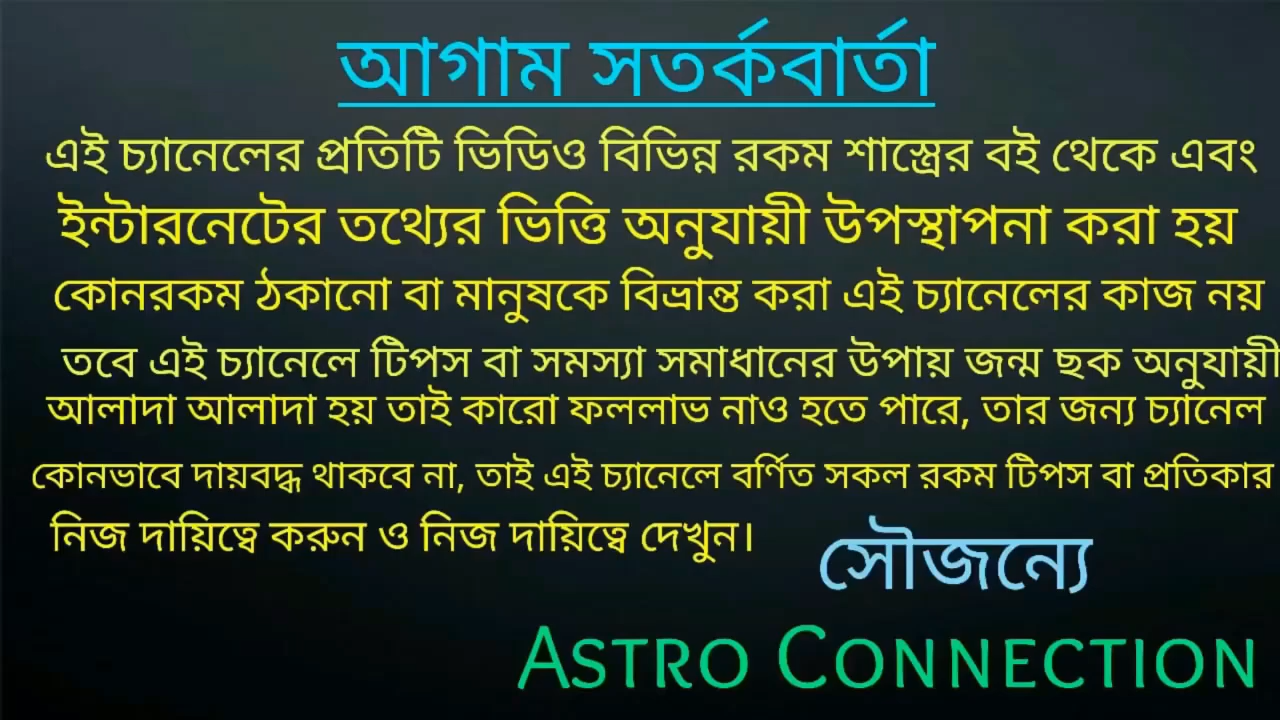 আগাম সতর্কবার্তা
এই চ্যানেলের প্রতিটি ভিডিও বিভিন্ন রকম শাস্ত্রের বই থেকে এবং
ইন্টারনেটের তথ্যের ভিত্তি অনুযায়ী উপস্থাপনা করা হয়
কোনরকম ঠকানো বা মানুষকে বিভ্রান্ত করা এই চ্যানেলের কাজ নয়
তবে এই চ্যানেলে টিপস বা সমস্যা সমাধানের উপায় জন্ম ছক অনুযায়ী
আলাদা আলাদা হয় তাই কারো ফললাভ নাও হতে পারে, তার জন্য চ্যানেল
কোনভাবে দায়বদ্ধ থাকবে না, তাই এই চ্যানেলে বর্ণিত সকল রকম টিপস বা প্রতিকার
নিজ দায়িত্বে করুন ও নিজ দায়িত্বে দেখুন।
সৌজন্যে
ASTRO CONNECTION